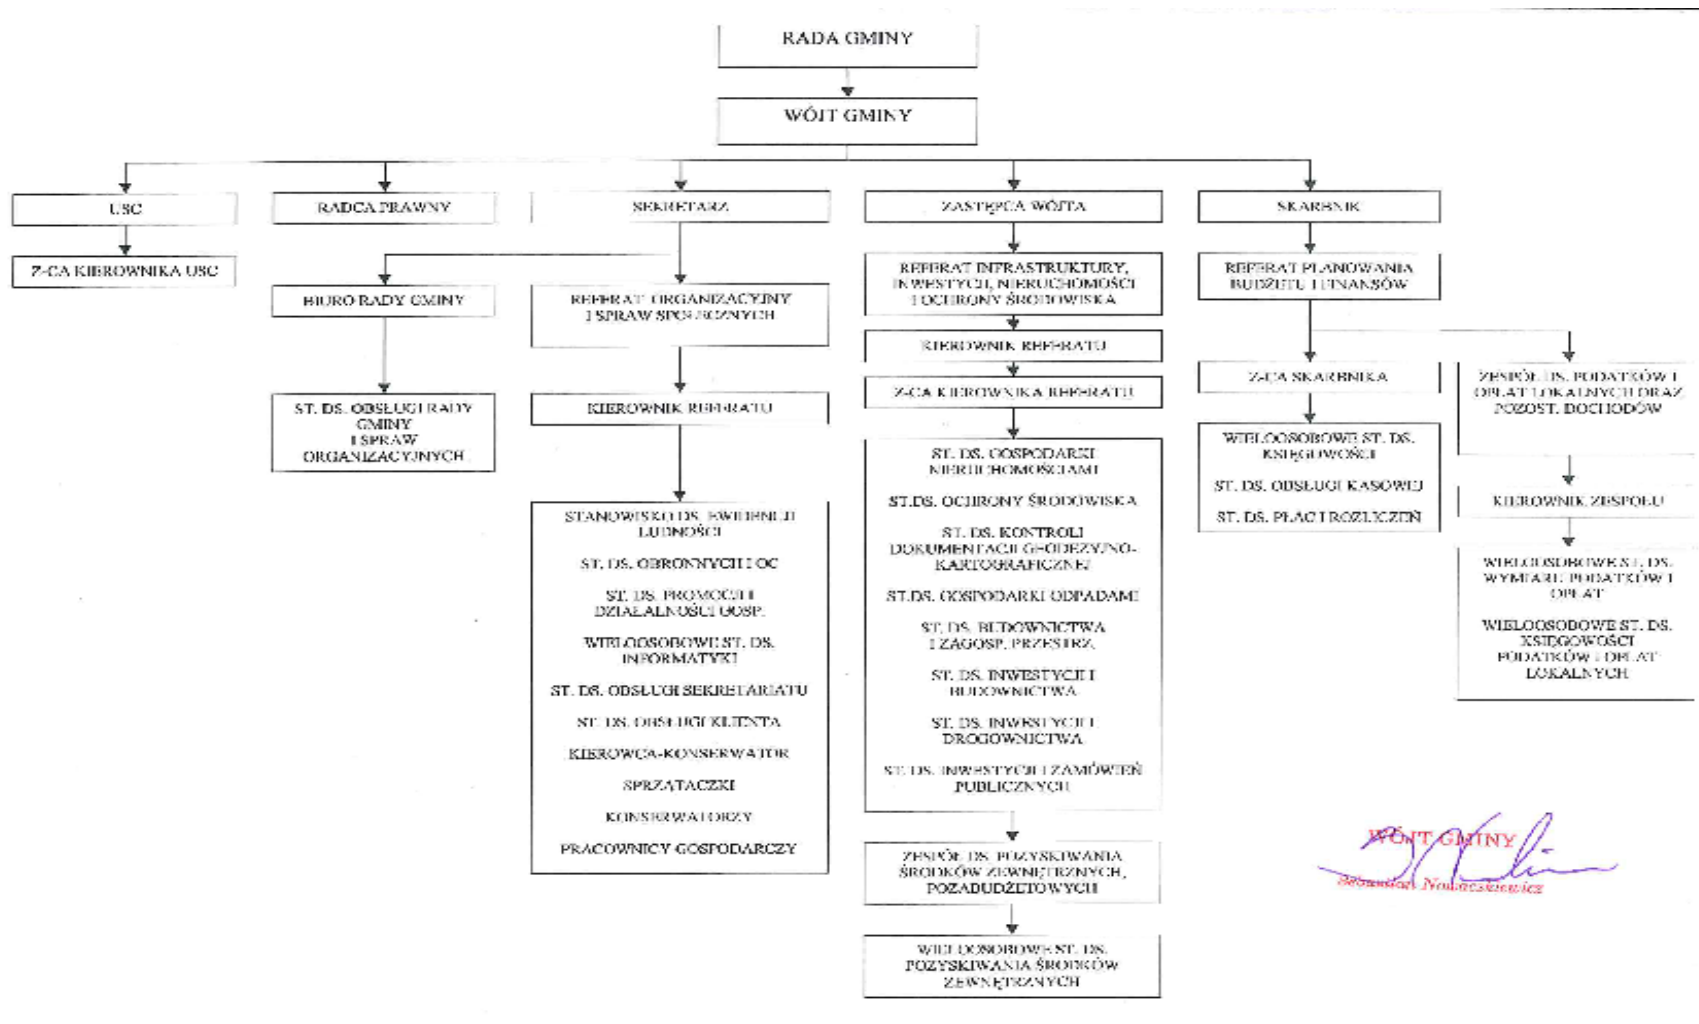 RADA GMINY
WÓJT GMINY
USC
RADCA PRAWNY
SEKRETARZ
ZASTĘPCA WÓJTA
SKARBNIK
Z-CA KIEROWNIKA USC
BIURO RADY GMINY
REFERAT ORGANIZACYJNY
I SPRAW SPOŁECZNYCH
REFERAT INFRASTRUKTURY,
INWESTYCJI, NIERUCHOMOŚCI
I OCHRONY ŚRODOWISKA
REFERAT PLANOWANIA
BUDŻETU I FINANSÓW
KIEROWNIK REFERATU
Z-CA KIEROWNIKA REFERATU
Z-CA SKARBNIKA
ZESPÓŁ DS. PODATKÓW I
OPŁAT LOKALNYCH ORAZ
POZOST. DOCHODÓW
ST. DS. OBSŁUGI RADY
GMINY
I SPRAW
ORGANIZACYJNYCH
KIEROWNIK REFERATU
STANOWISKO DS. EWIDENCJI
LUDNOŚCI
ST. DS. OBRONNYCH I OC
ST. DS. PROMOCJI I
DZIAŁALNOŚCI GOSP.
WIELOOSOBOWE ST. DS.
INFORMATYKI
ST. DS. OBSŁUGI SEKRETARIATU
ST. DS. OBSŁUGI KLIENTA
KIEROWCA-KONSERWATOR
SPRZĄTACZKI
KONSERWATORZY
PRACOWNICY GOSPODARCZY
ST. DS. GOSPODARKI
NIERUCHOMOŚCIAMI
ST.DS. OCHRONY ŚRODOWISKA
ST. DS. KONTROLI
DOKUMENTACJI GEODEZYJNO-
KARTOGRAFICZNEJ
ST.DS. GOSPODARKI ODPADAMI
ST. DS. BUDOWNICTWA
I ZAGOSP. PRZESTRZ.
ST. DS. INWESTYCJI I
BUDOWNICTWA
ST. DS. INWESTYCJI I
DROGOWNICTWA
ST. DS. INWESTYCJI I ZAMÓWIEŃ
PUBLICZNYCH
ZESPÓŁ DS. POZYSKIWANIA
ŚRODKÓW ZEWNĘTRZNYCH,
POZABUDŻETOWYCH
WIELOOSOBOWE ST. DS.
POZYSKIWANIA ŚRODKÓW
ZEWNĘTRZNYCH
WIELOOSOBOWE ST. DS.
KSIĘGOWOŚCI
ST. DS. OBSŁUGI KASOWEJ
ST. DS. PŁAC I ROZLICZEŃ
KIEROWNIK ZESPOŁU
WIELOOSOBOWE ST. DS.
WYMIARU PODATKÓW I
OPŁAT
WIELOOSOBOWE ST. DS.
KSIĘGOWOŚCI
PODATKÓW I OPŁAT
LOKALNYCH
WÓJT GMINY